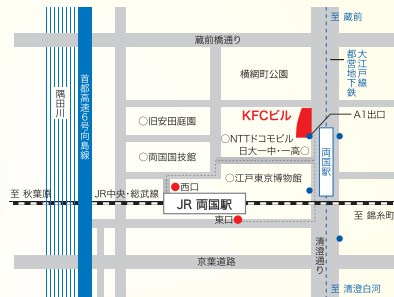 至 蔵前
蔵前橋通り
横網町公園
都営地下鉄
大江戸線
隅田川
首都高速6号向島線
KFCビル
A1出口
○旧安田庭園
○NTTドコモビル
日大一中・一高○
○両国国技館
両国駅
○江戸東京博物館
西口
至 秋葉原
JR中央・総武線
JR 両国駅
東口
至 錦糸町
清澄通り
京葉道路
至 清澄白河